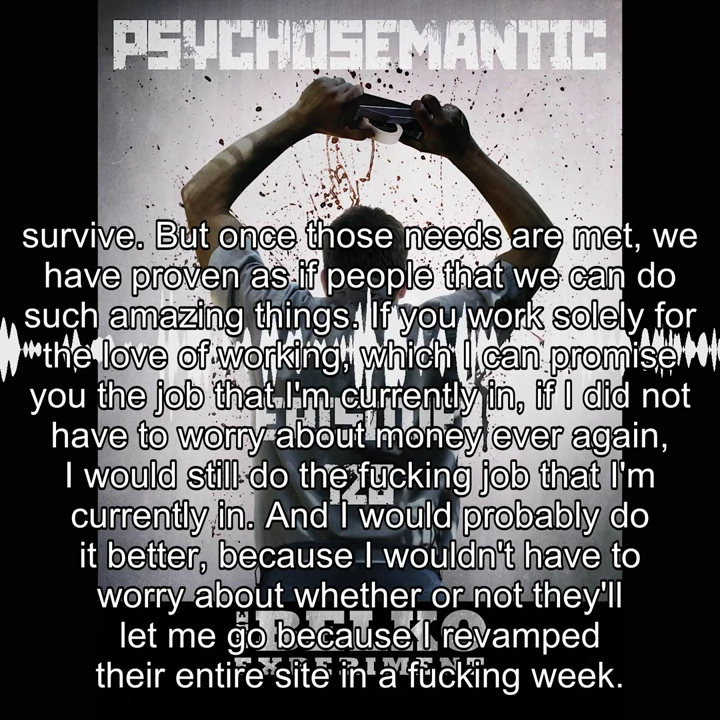 PSYCHOSEMANTIC
survive. But once those needs are met, we
have proven as if people that we can do
such amazing things. If you work solely for
the love of working, which I can promise
you the job that I'm currently in, if I did not
have to worry about money ever again,
I would still do the fucking job that I'm
currently in. And I would probably do
it better, because I wouldn't have to
worry about whether or not they'll
let me go because I revamped
their entire site in a fucking week.
THE BELKO
EXPERIMENT